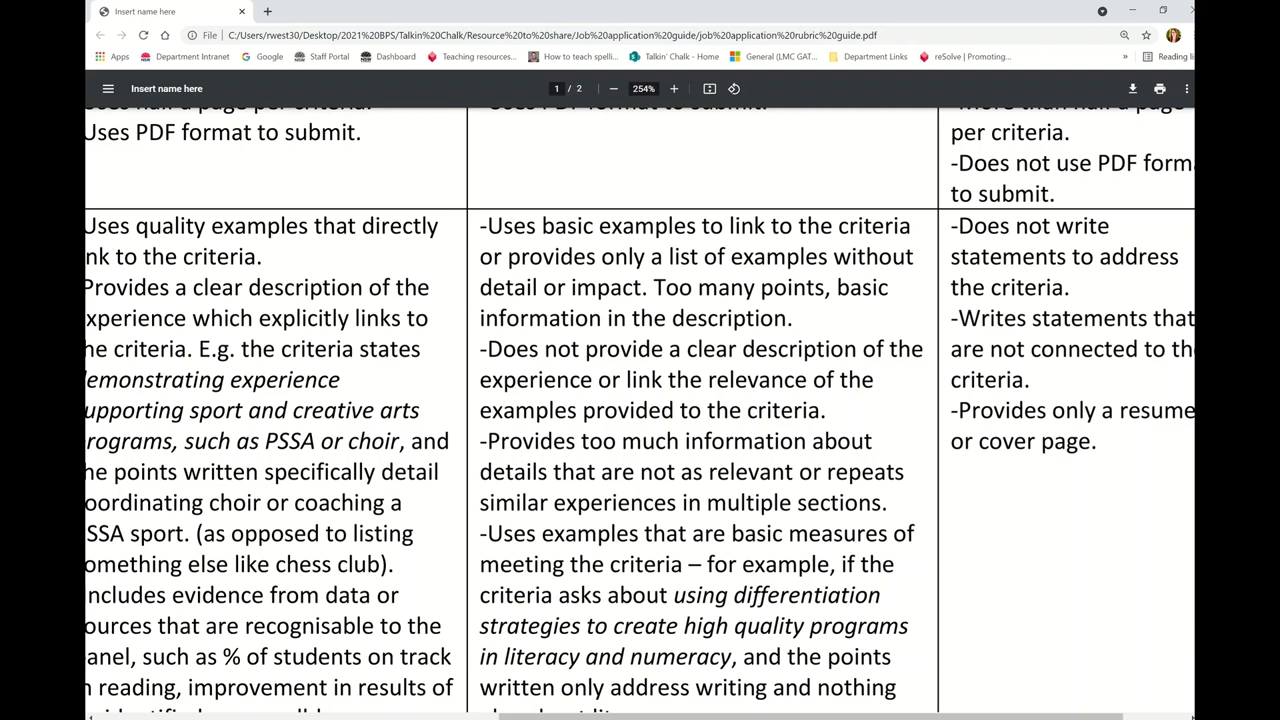 Insert name here
File | C:/Users/rwest30/Desktop/2021%20BPS/Talkin%20Chalk/Resource%20to%20share/Job%20application%20guide/job%20application%20rubric%20guide.pdf
Apps Department Intranet Google Staff Portal Dashboard Teaching resources... How to teach spelli... Talkin' Chalk - Home General (LMC GAT... Department Links reSolve | Promoting... » Reading li
Insert name here 1 / 2 — 254% +
Uses PDF format to submit.
per criteria.
-Does not use PDF forma
to submit.
Uses quality examples that directly
nk to the criteria.
Provides a clear description of the
xperience which explicitly links to
he criteria. E.g. the criteria states
emonstrating experience
upporting sport and creative arts
rograms, such as PSSA or choir, and
he points written specifically detail
oordinating choir or coaching a
SSA sport. (as opposed to listing
omething else like chess club).
ncludes evidence from data or
ources that are recognisable to the
anel, such as % of students on track
n reading, improvement in results of
-Uses basic examples to link to the criteria
or provides only a list of examples without
detail or impact. Too many points, basic
information in the description.
-Does not provide a clear description of the
experience or link the relevance of the
examples provided to the criteria.
-Provides too much information about
details that are not as relevant or repeats
similar experiences in multiple sections.
-Uses examples that are basic measures of
meeting the criteria – for example, if the
criteria asks about using differentiation
strategies to create high quality programs
in literacy and numeracy, and the points
written only address writing and nothing
-Does not write
statements to address
the criteria.
-Writes statements that
are not connected to th
criteria.
-Provides only a resume
or cover page.